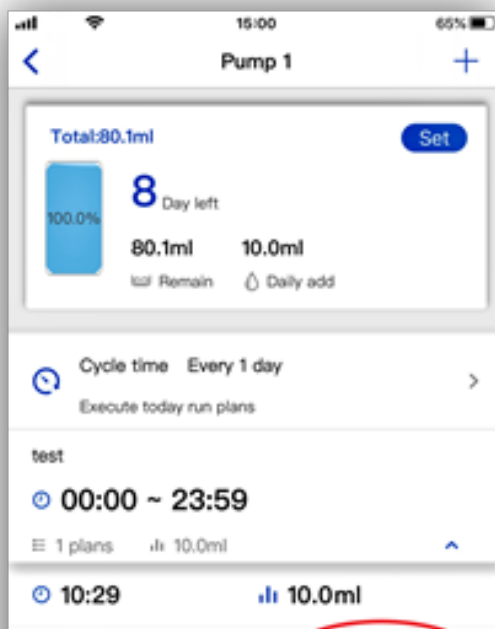 15:00 65%
Pump 1
Total:80.1ml
Set
100.0%
8 Day left
80.1ml 10.0ml
Remain Daily add
Cycle time Every 1 day
Execute today run plans
test
00:00 ~ 23:59
1 plans 10.0ml
10:29 10.0ml